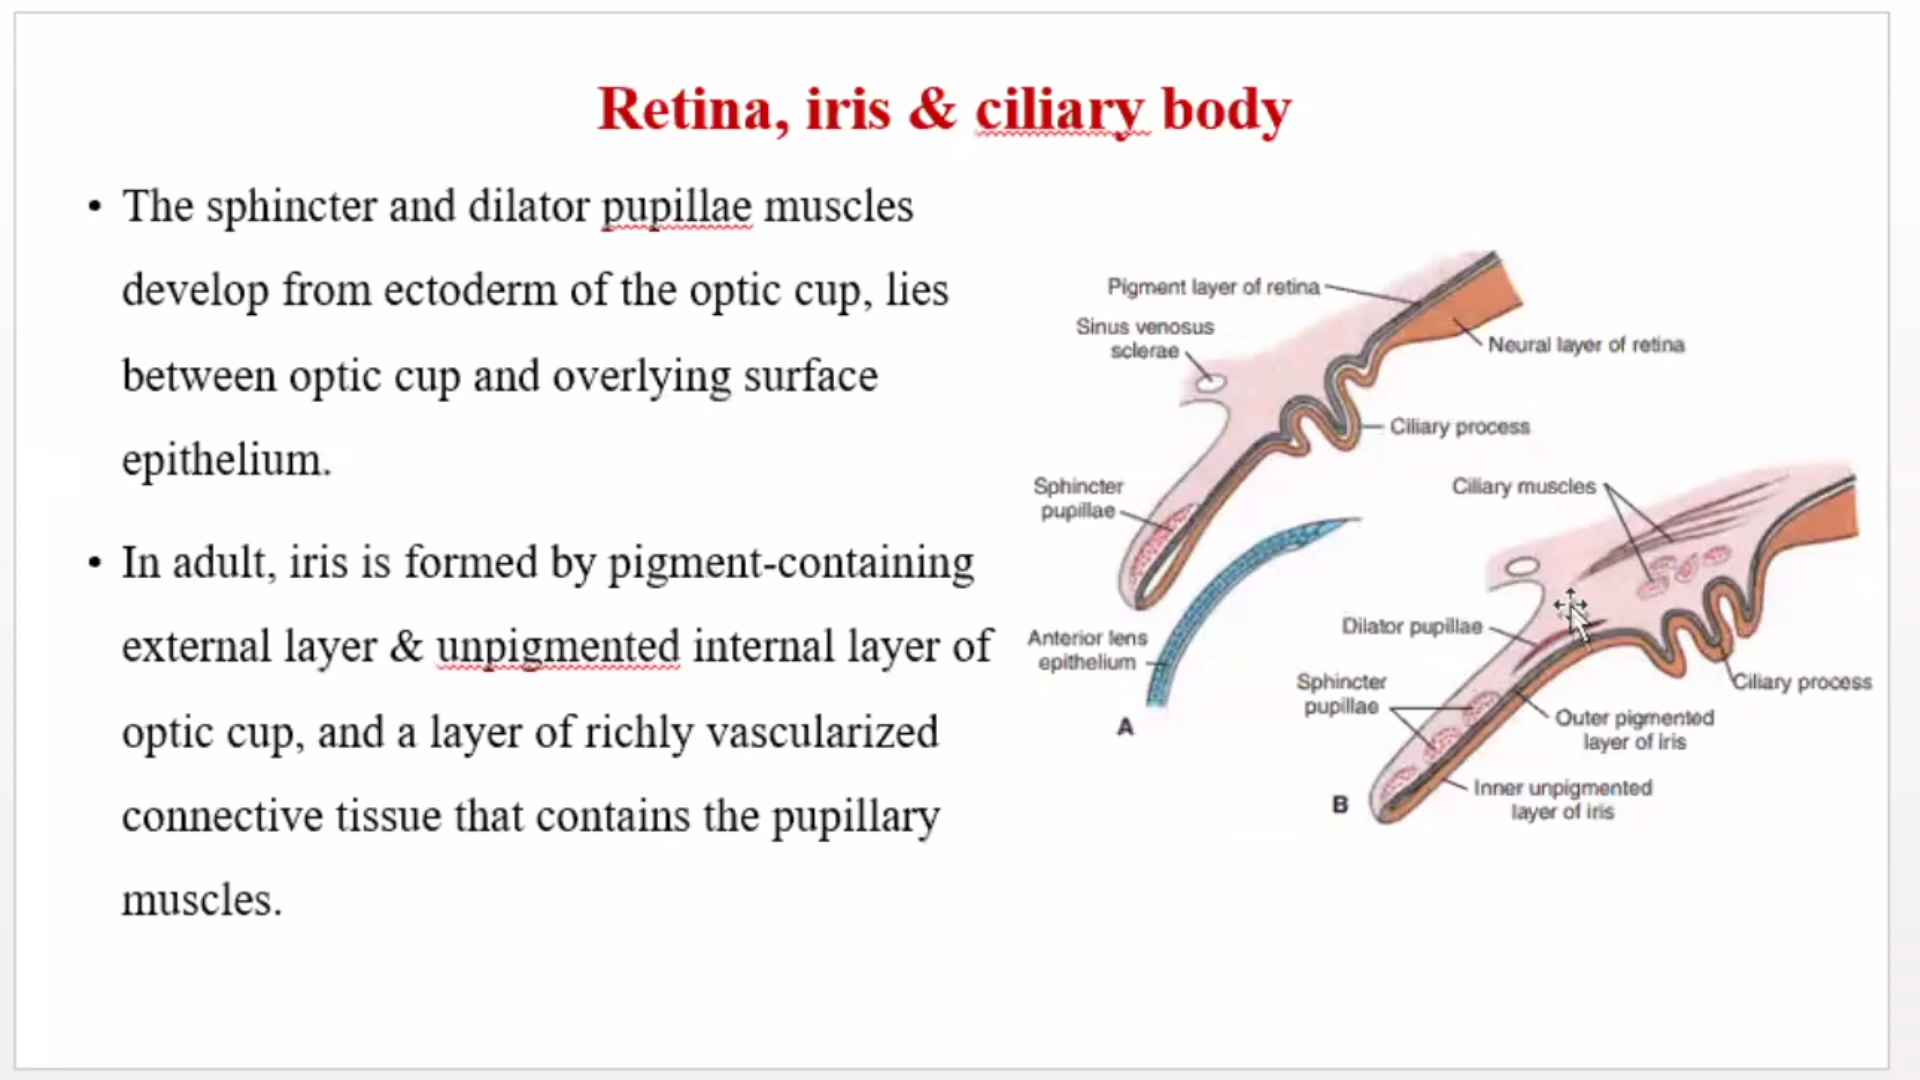 Retina, iris & ciliary body
• The sphincter and dilator pupillae muscles
develop from ectoderm of the optic cup, lies
between optic cup and overlying surface
epithelium.
• In adult, iris is formed by pigment-containing
external layer & unpigmented internal layer of
optic cup, and a layer of richly vascularized
connective tissue that contains the pupillary
muscles.
Pigment layer of retina
Sinus venosus
sclerae
Neural layer of retina
Ciliary process
Sphincter
pupillae
Anterior lens
epithelium
A
Ciliary muscles
Dilator pupillae
Sphincter
pupillae
Ciliary process
Outer pigmented
layer of iris
Inner unpigmented
layer of iris
B